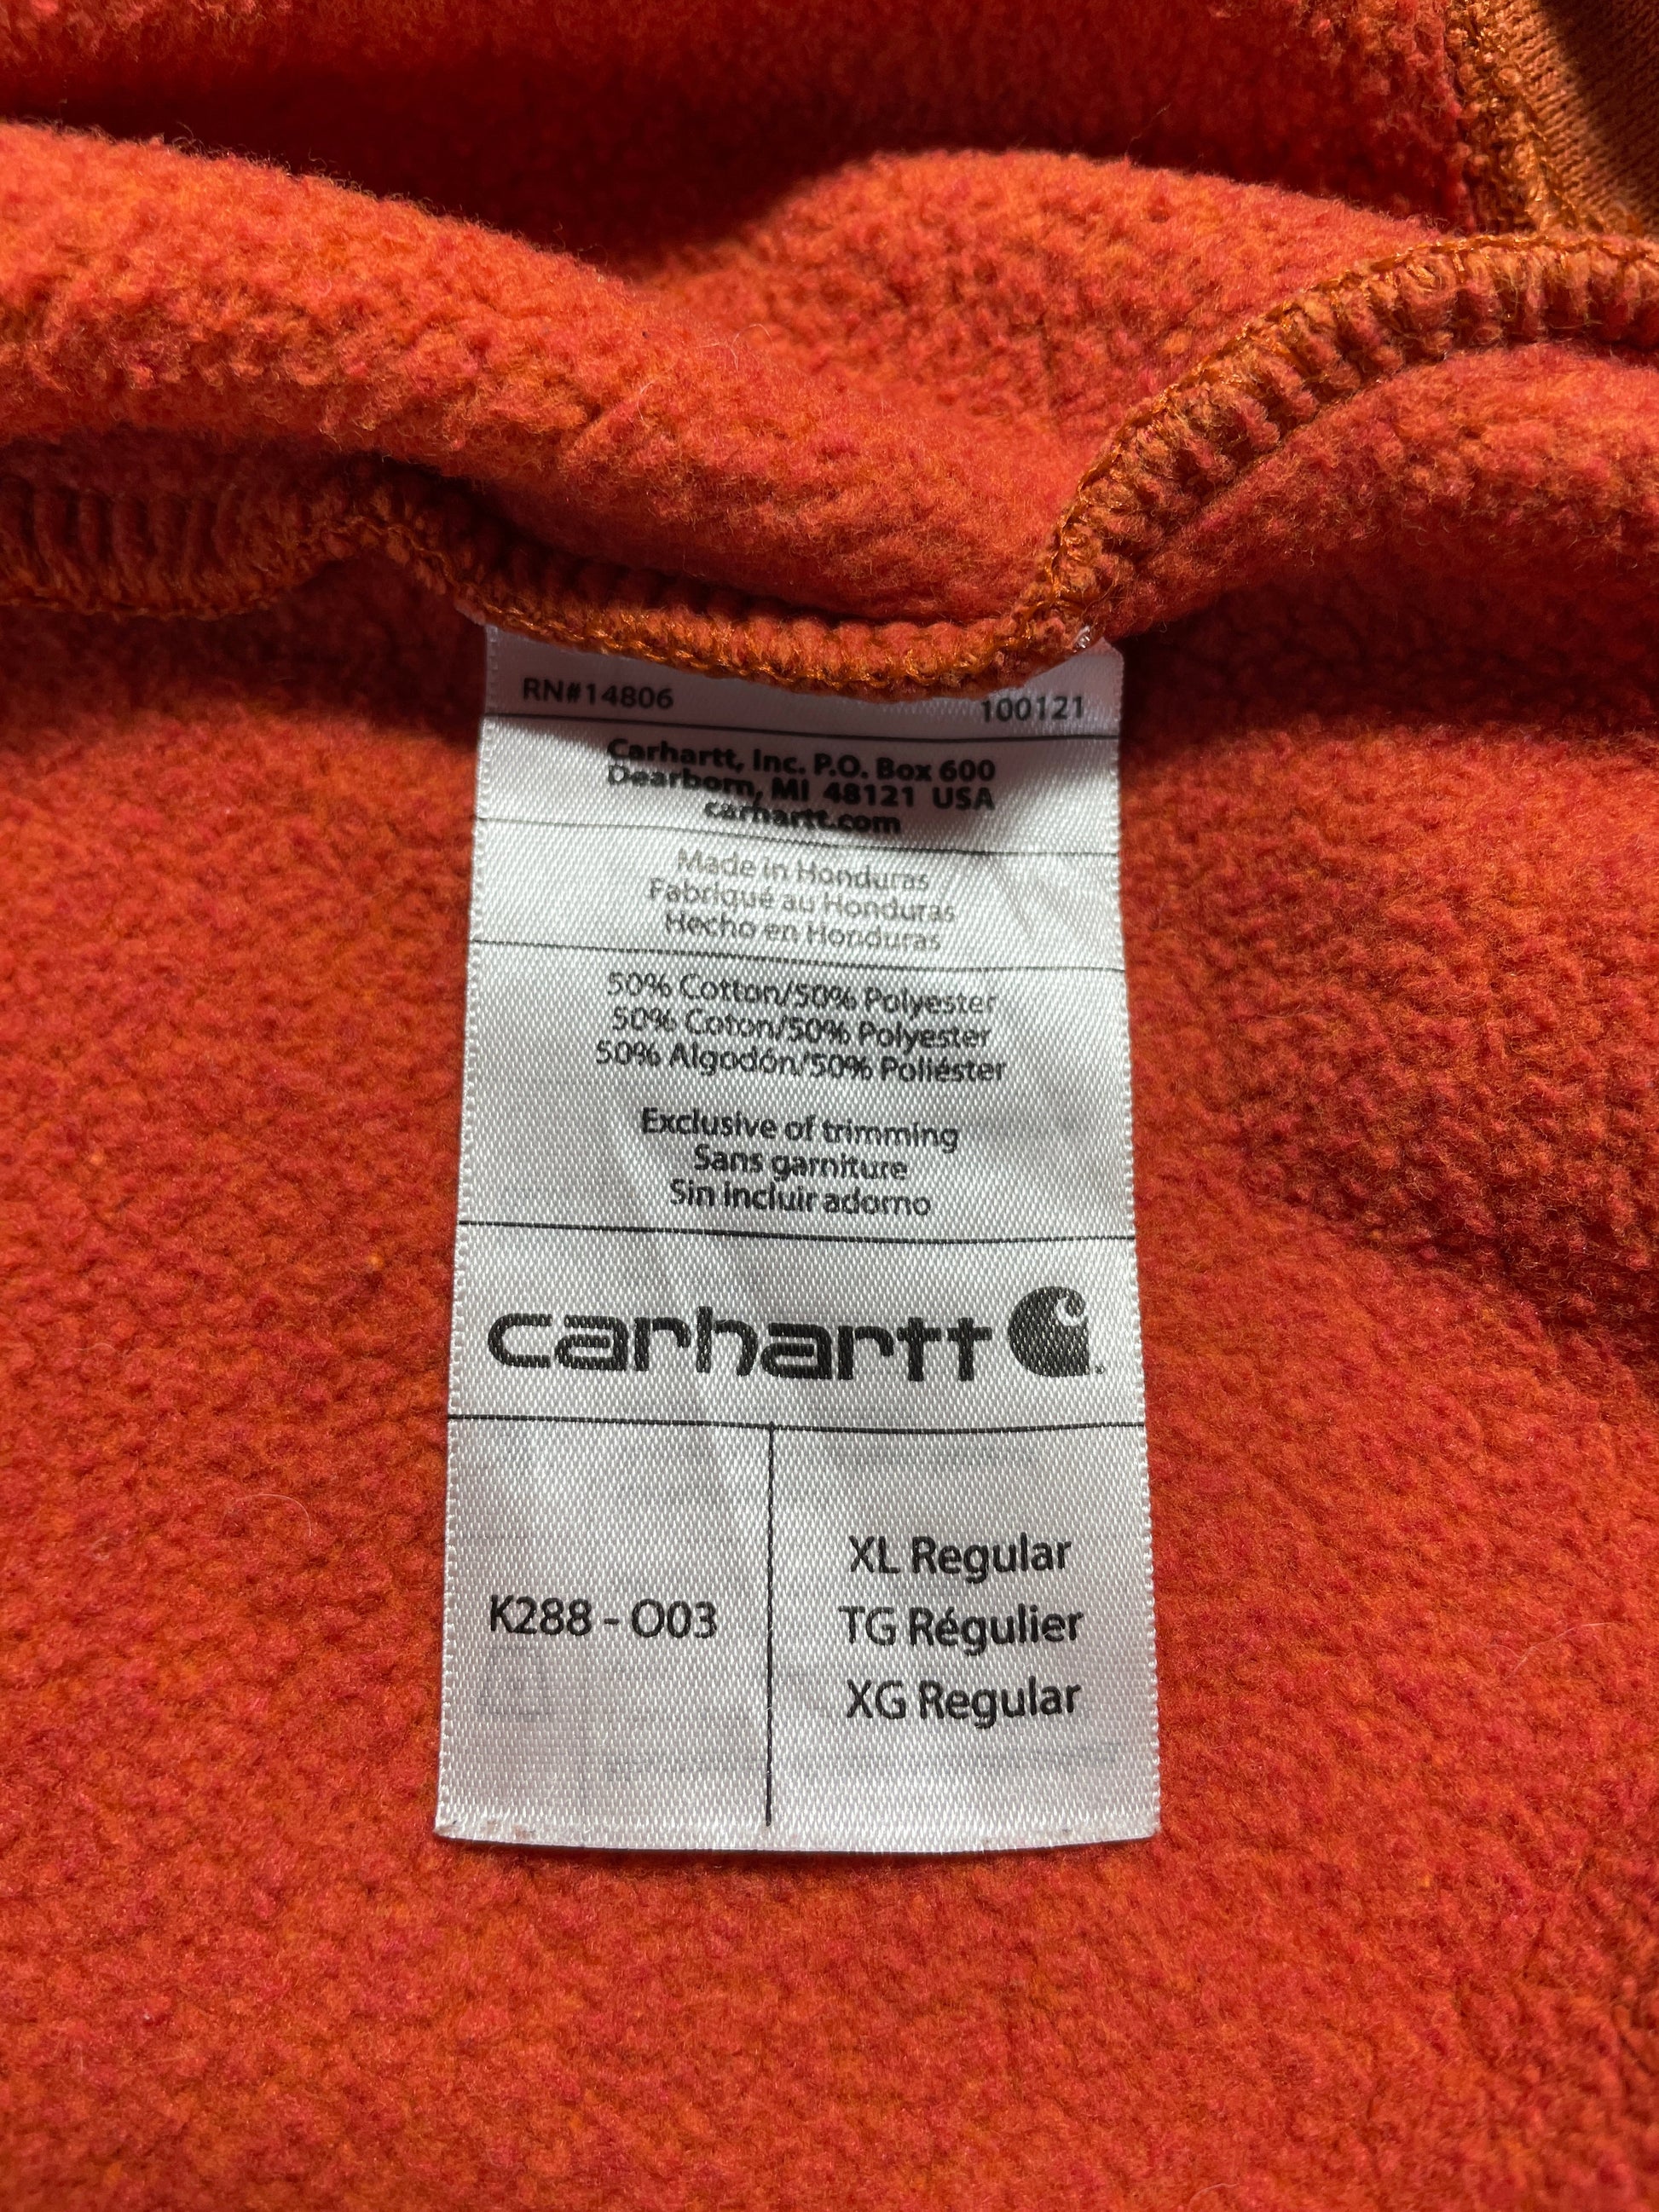 RN#14806 100121
Carhartt, Inc. P.O. Box 600
Dearborn, MI 48121 USA
carhartt.com
Made in Honduras
Fabriqué au Honduras
Hecho en Honduras
50% Cotton/50% Polyester
50% Coton/50% Polyester
50% Algodón/50% Poliéster
Exclusive of trimming
Sans garniture
Sin incluir adorno
carhartt
K288 - O03
XL Regular
TG Régulier
XG Regular